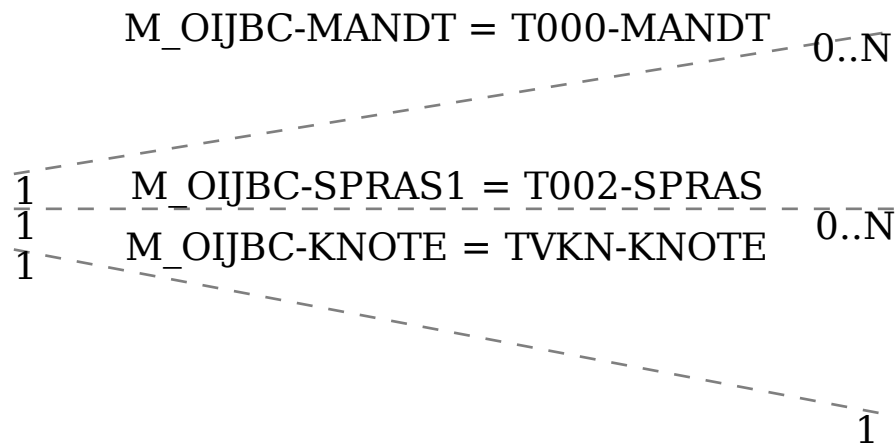 M_OIJBC-MANDT = T000-MANDT
0..N
1
M_OIJBC-SPRAS1 = T002-SPRAS
1
0..N
M_OIJBC-KNOTE = TVKN-KNOTE
1
1